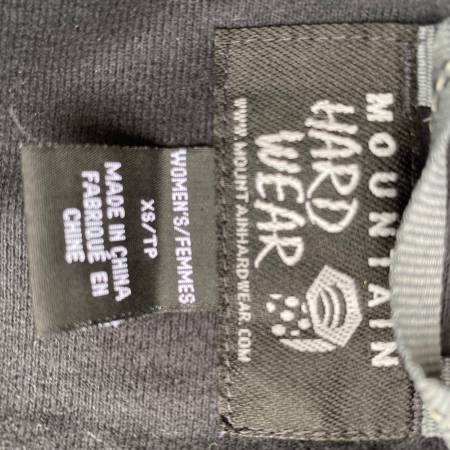 MOUNTAIN
HARD
WEAR
WWW.MOUNTAINHARDWEAR.COM
WOMEN'S/FEMMES
XS/TP
MADE IN CHINA
FABRIQUÉ EN
CHINE